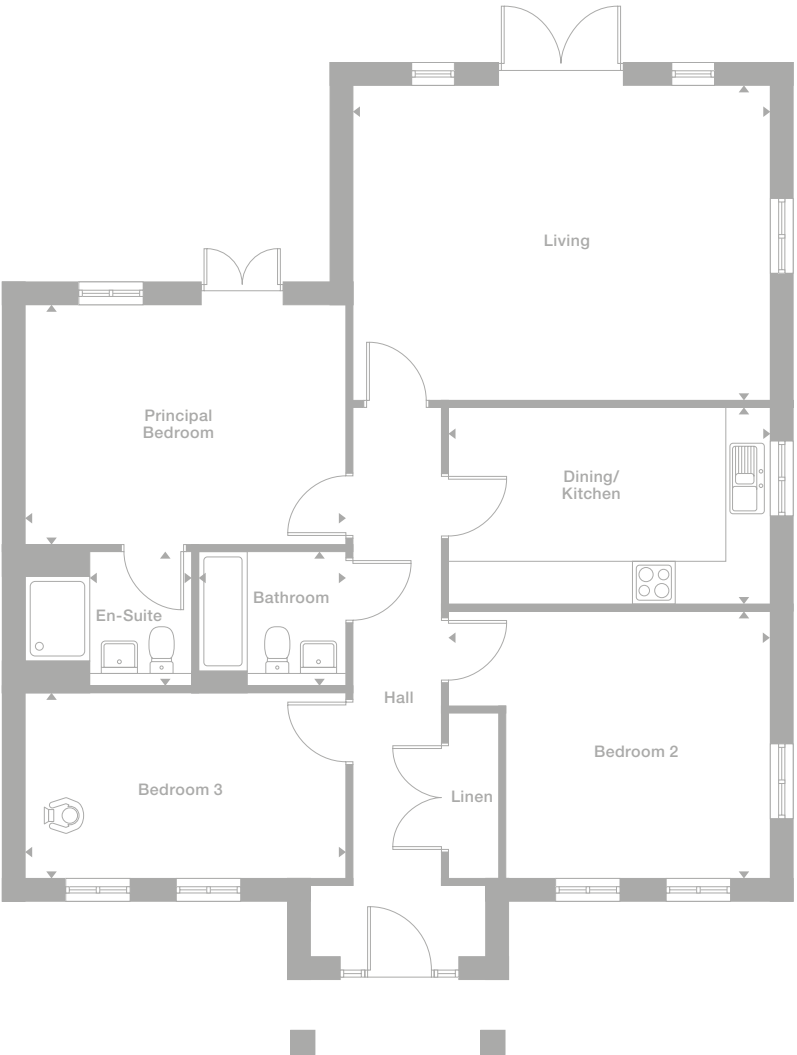 Living
Principal
Bedroom
Dining/
Kitchen
Bathroom
En-Suite
Hall
Bedroom 2
Bedroom 3
Linen